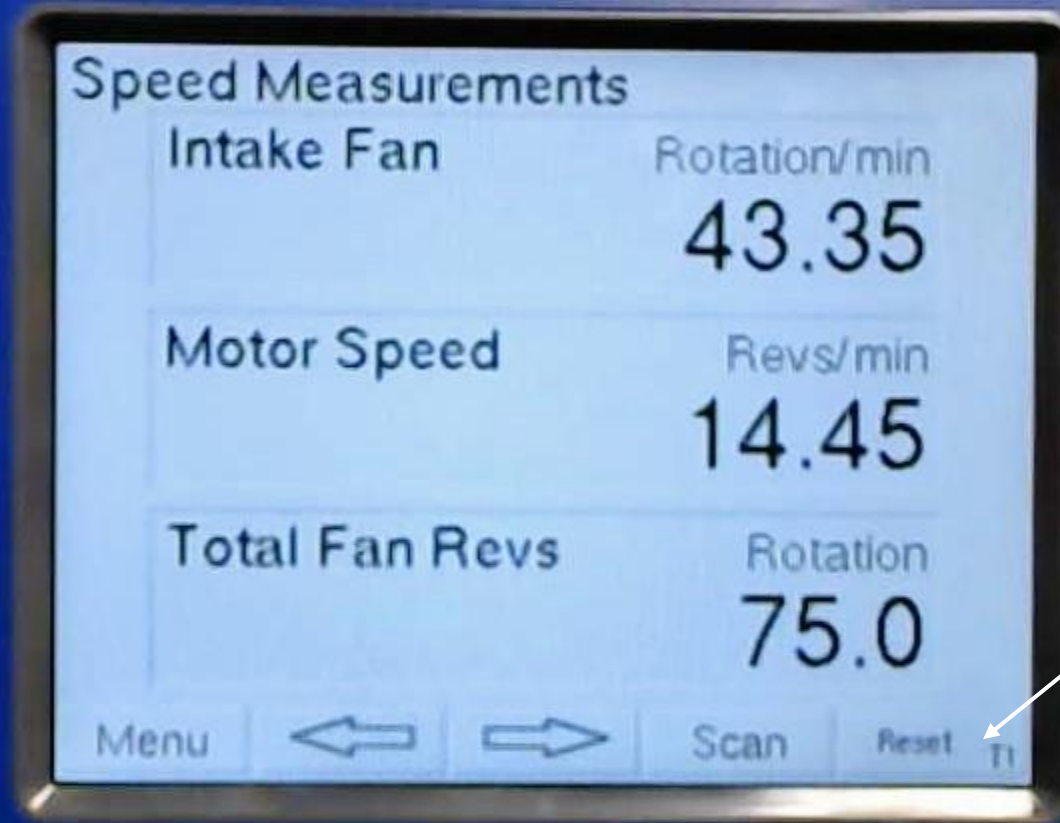 Speed Measurements
Intake Fan Rotation/min
43.35
Motor Speed Revs/min
14.45
Total Fan Revs Rotation
75.0
Menu Scan Reset T1